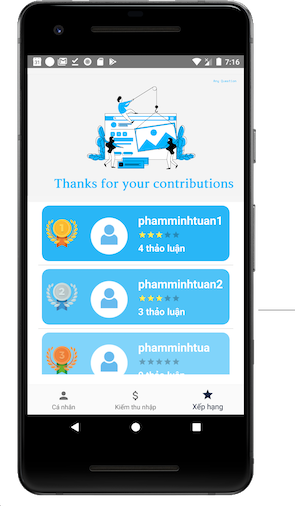 7:16
Thanks for your contributions
1
phamminhtuan1
4 thảo luận
2
phamminhtuan2
3 thảo luận
3
phamminhtua
Cá nhân
Kiếm thu nhập
Xếp hạng